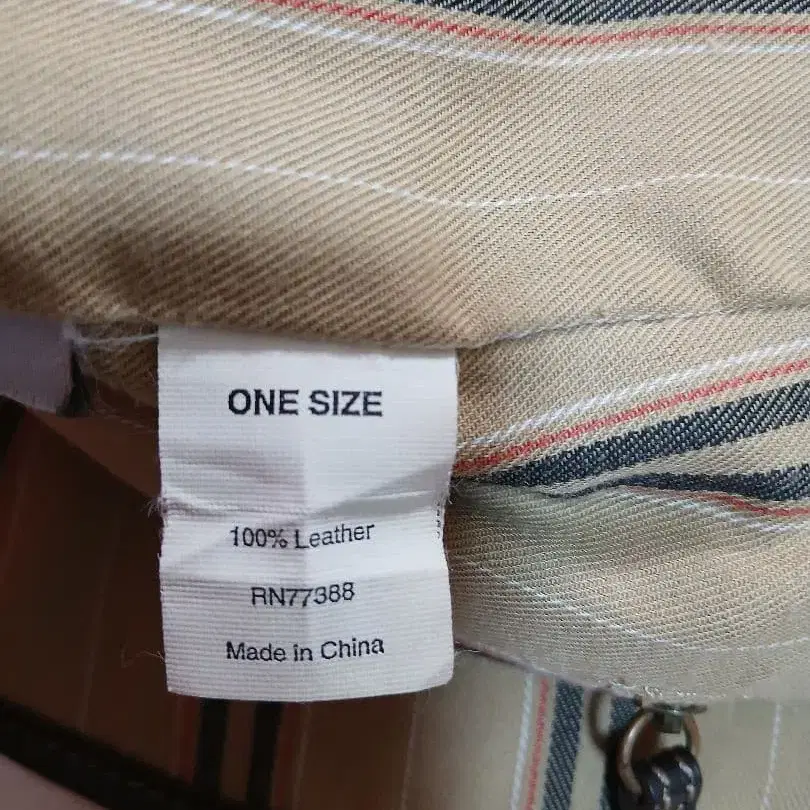 ONE SIZE
100% Leather
RN77388
Made in China